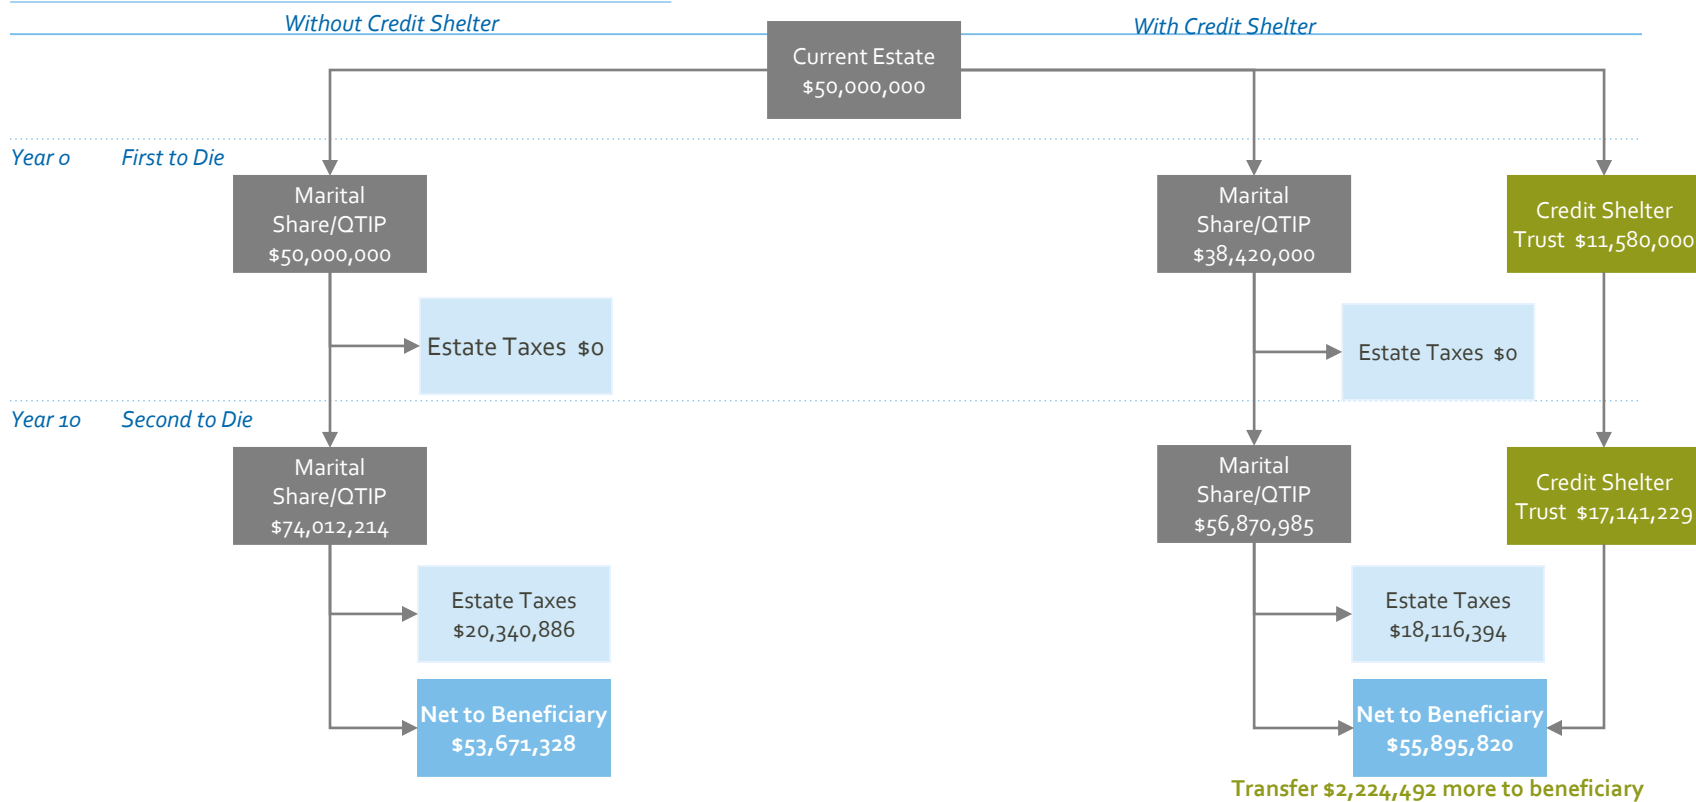 Without Credit Shelter
With Credit Shelter
Current Estate
$50,000,000
Year 0 First to Die
Marital
Share/QTIP
$50,000,000
Marital
Share/QTIP
$38,420,000
Credit Shelter
Trust $11,580,000
Estate Taxes $0
Estate Taxes $0
Year 10 Second to Die
Marital
Share/QTIP
$74,012,214
Marital
Share/QTIP
$56,870,985
Credit Shelter
Trust $17,141,229
Estate Taxes
$20,340,886
Estate Taxes
$18,116,394
Net to Beneficiary
$53,671,328
Net to Beneficiary
$55,895,820
Transfer $2,224,492 more to beneficiary